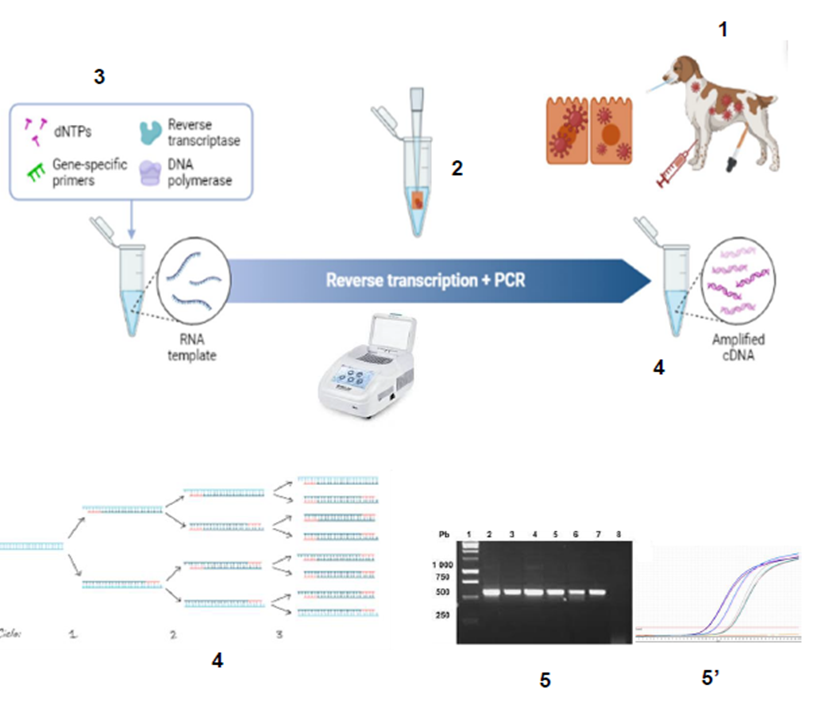 1
3
dNTPs
Reverse
transcriptase
Gene-specific
primers
DNA
polymerase
2
Reverse transcription + PCR
RNA
template
Amplified
cDNA
4
Pb 1 2 3 4 5 6 7 8
1 000
750
500
250
Ciclo: 1 2 3
4
5
5’